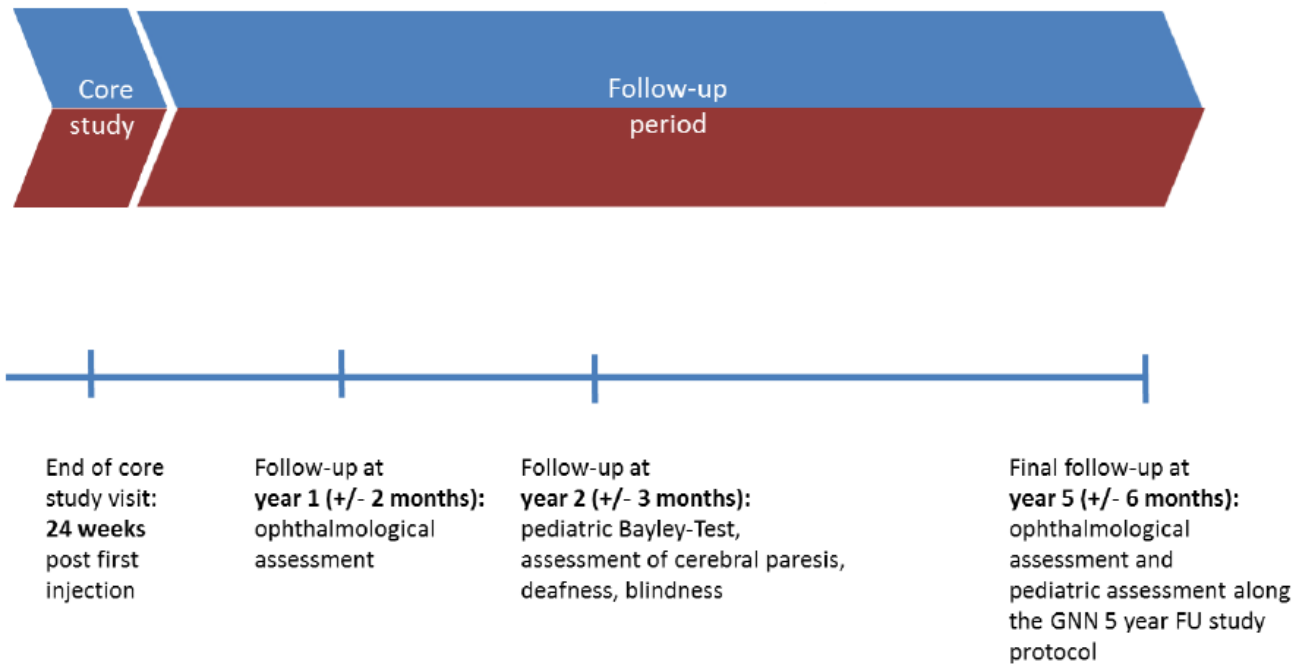 Core
study
Follow-up
period
End of core
study visit:
24 weeks
post first
injection
Follow-up at
year 1 (+/- 2 months):
ophthalmological
assessment
Follow-up at
year 2 (+/- 3 months):
pediatric Bayley-Test,
assessment of cerebral paresis,
deafness, blindness
Final follow-up at
year 5 (+/- 6 months):
ophthalmological
assessment and
pediatric assessment along
the GNN 5 year FU study
protocol